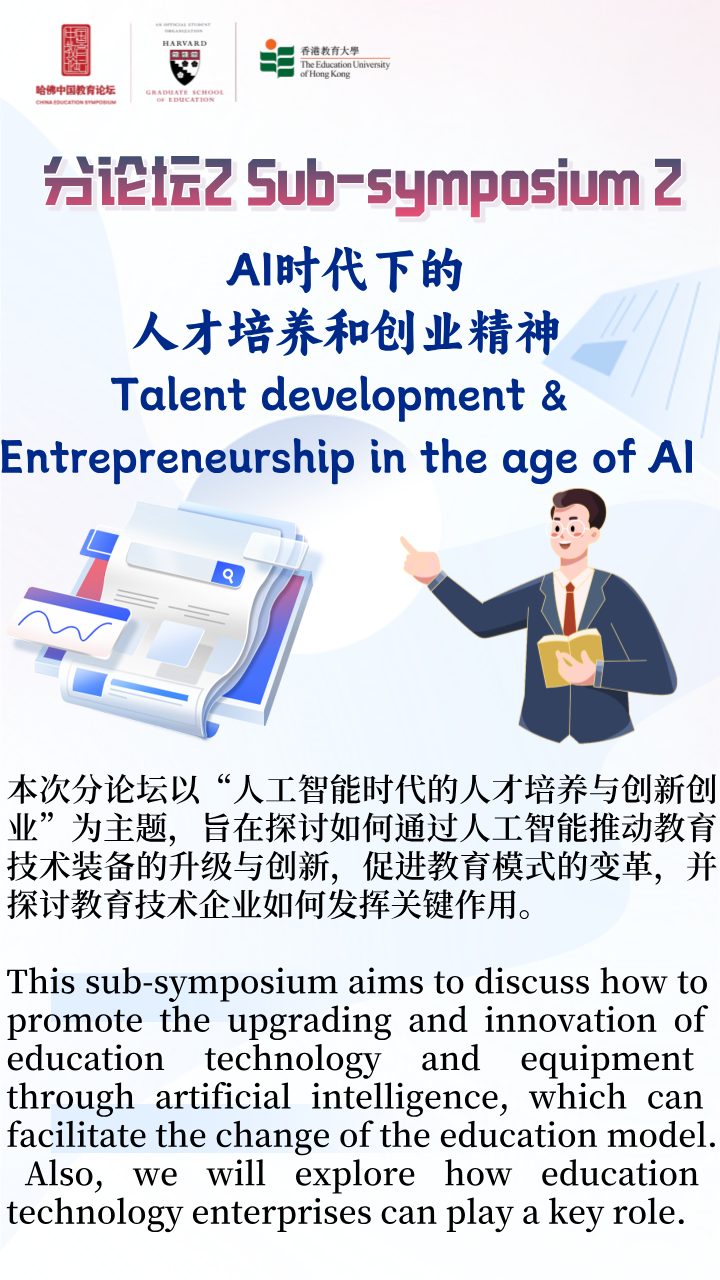 哈佛中国教育论坛
CHINA EDUCATION SYMPOSIUM
AN OFFICIAL STUDENT
ORGANIZATION
HARVARD
GRADUATE SCHOOL
OF EDUCATION
香港教育大學
The Education University
of Hong Kong
分论坛2 Sub-symposium 2
AI时代下的
人才培养和创业精神
Talent development &
Entrepreneurship in the age of AI
本次分论坛以“人工智能时代的人才培养与创新创
业”为主题，旨在探讨如何通过人工智能推动教育
技术装备的升级与创新，促进教育模式的变革，并
探讨教育技术企业如何发挥关键作用。
This sub-symposium aims to discuss how to
promote the upgrading and innovation of
education technology and equipment
through artificial intelligence, which can
facilitate the change of the education model.
Also, we will explore how education
technology enterprises can play a key role.